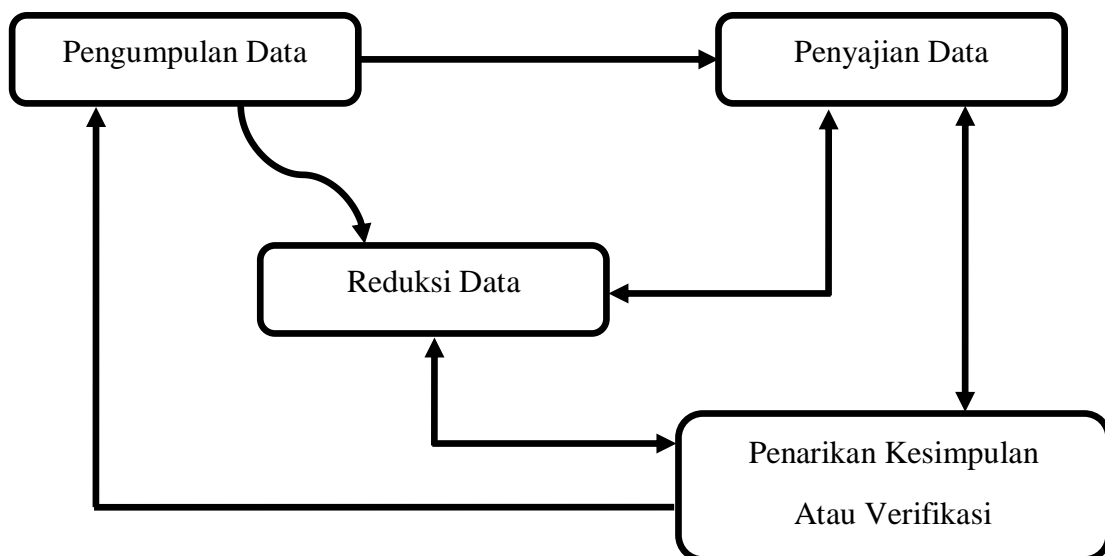 Pengumpulan Data
Penyajian Data
Reduksi Data
Penarikan Kesimpulan
Atau Verifikasi